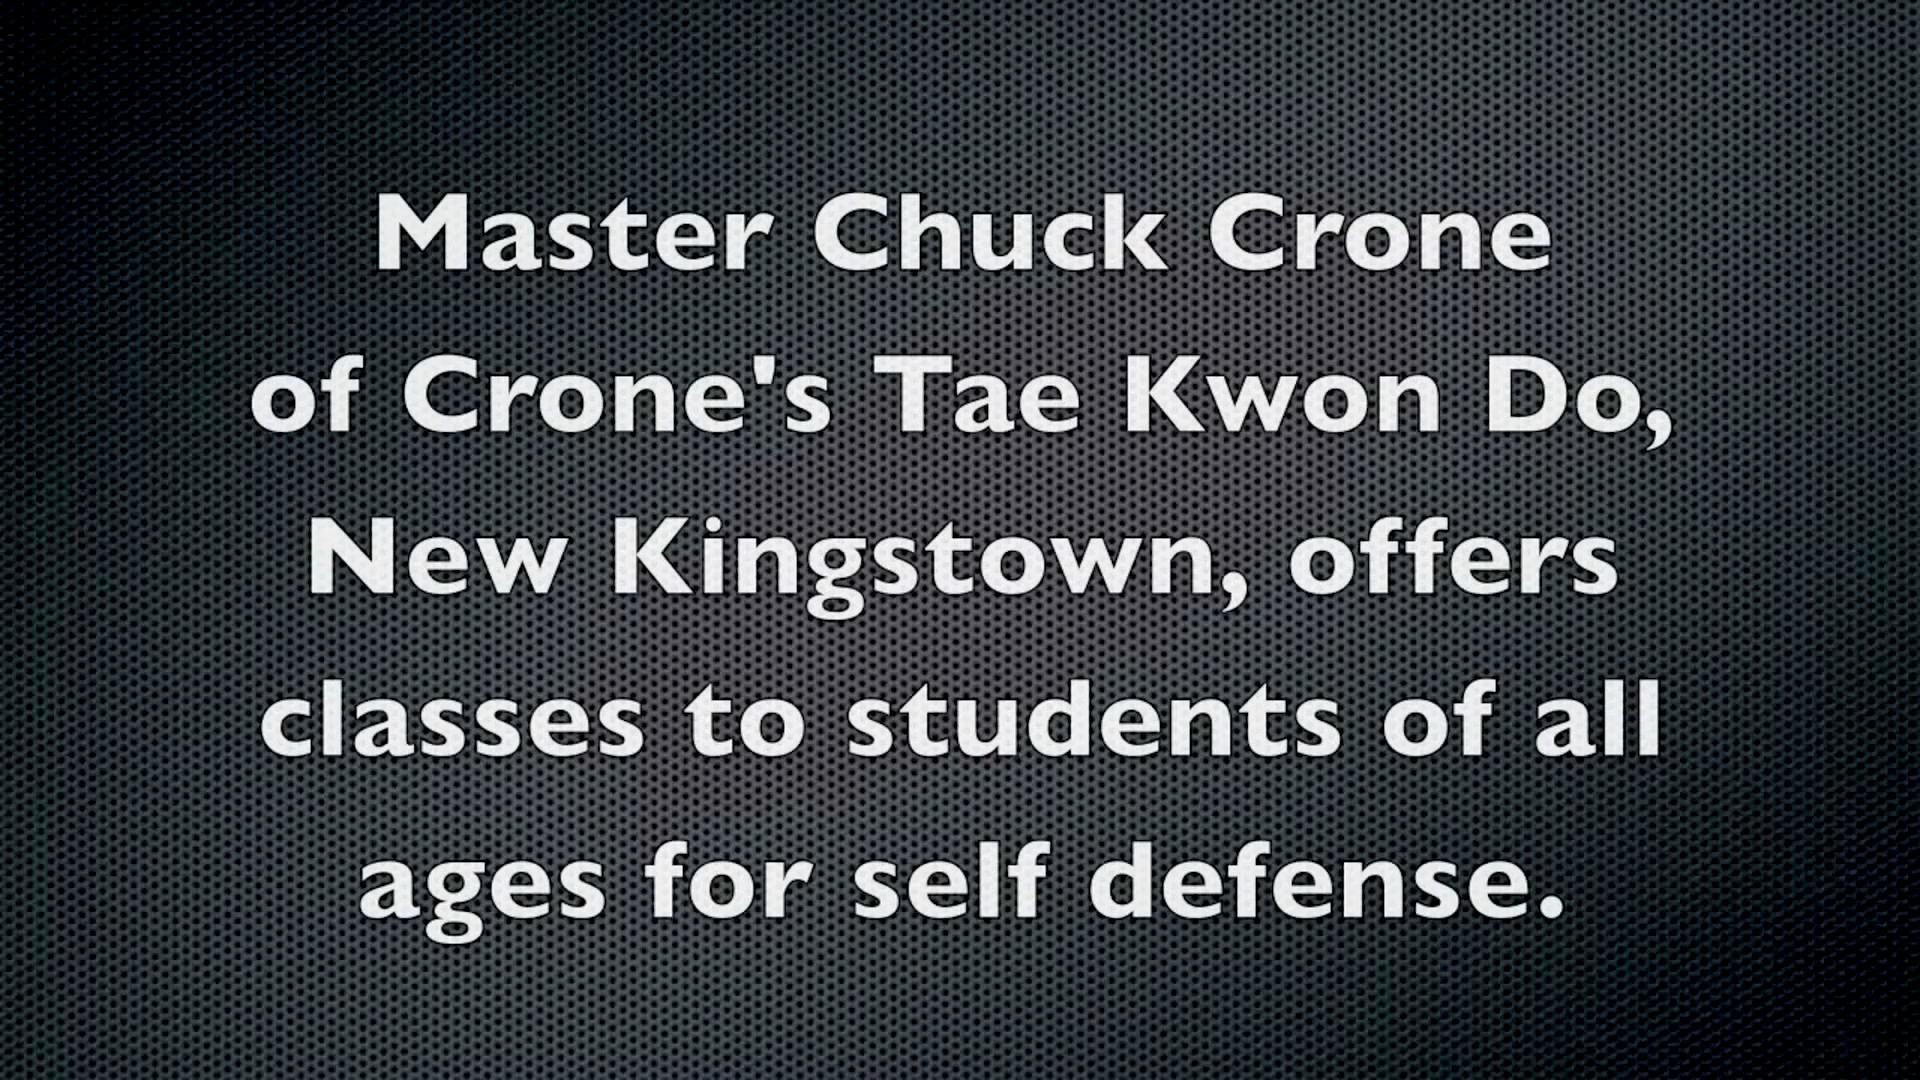 Master Chuck Crone
of Crone's Tae Kwon Do,
New Kingstown, offers
classes to students of all
ages for self defense.